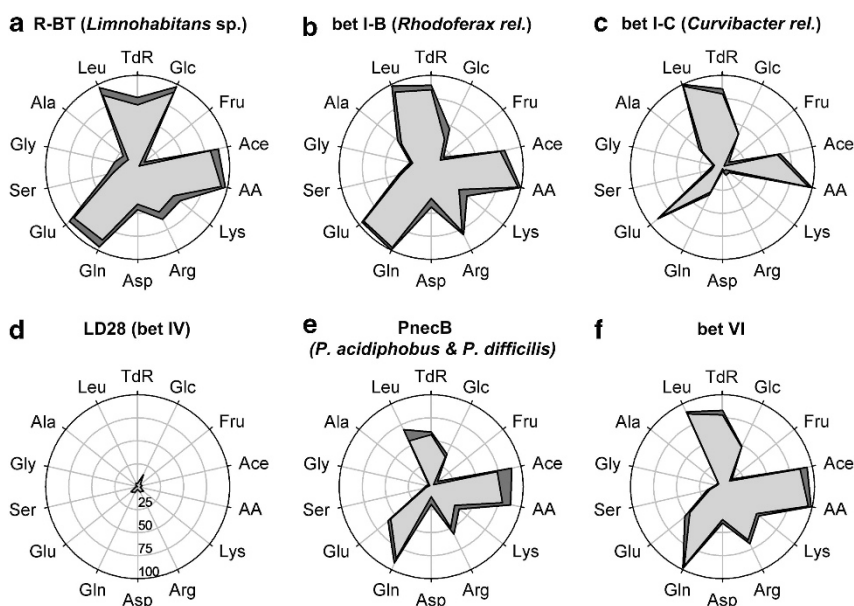 a R-BT (Limnohabitans sp.)
TdR
Glc
Fru
Ace
AA
Lys
Arg
Asp
Gln
Glu
Ser
Gly
Ala
Leu
b bet I-B (Rhodoferax rel.)
TdR
Glc
Fru
Ace
AA
Lys
Arg
Asp
Gln
Glu
Ser
Gly
Ala
Leu
c bet I-C (Curvibacter rel.)
TdR
Glc
Fru
Ace
AA
Lys
Arg
Asp
Gln
Glu
Ser
Gly
Ala
Leu
d LD28 (bet IV)
TdR
Glc
Fru
Ace
AA
Lys
Arg
Asp
Gln
Glu
Ser
Gly
Ala
Leu
25
50
75
100
e PnecB
(P. acidiphobus & P. difficilis)
TdR
Glc
Fru
Ace
AA
Lys
Arg
Asp
Gln
Glu
Ser
Gly
Ala
Leu
f bet VI
TdR
Glc
Fru
Ace
AA
Lys
Arg
Asp
Gln
Glu
Ser
Gly
Ala
Leu